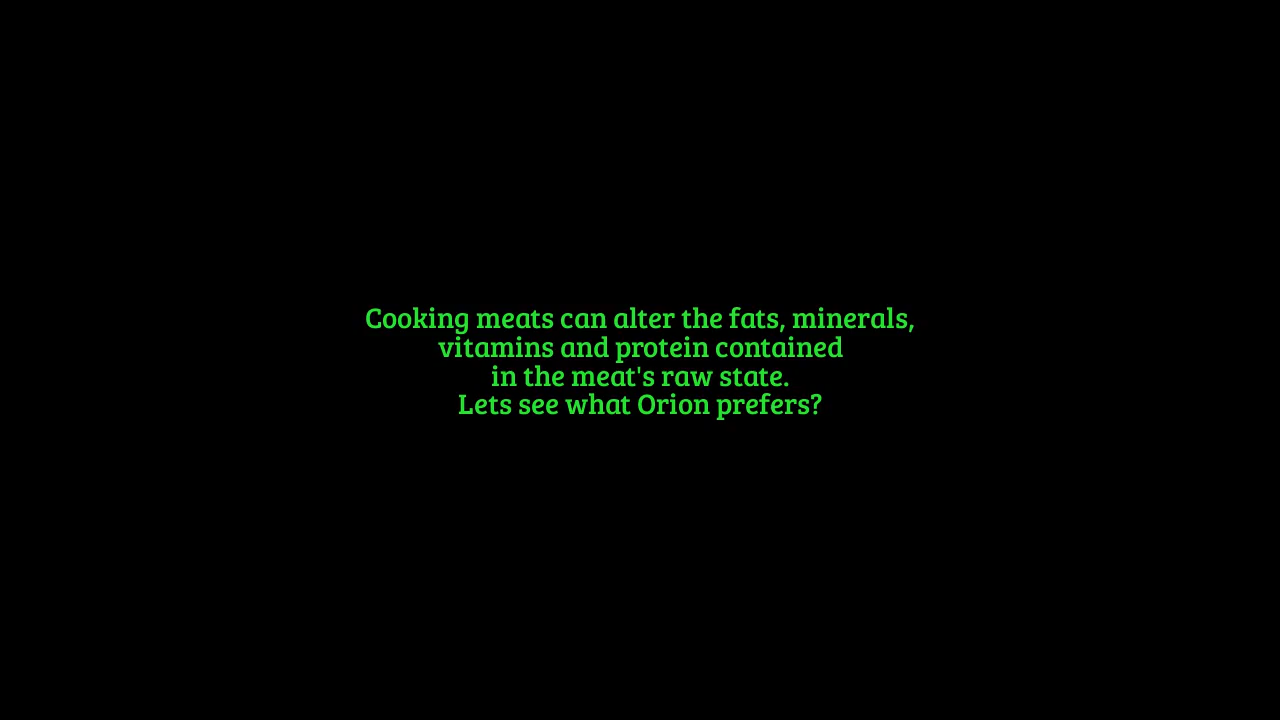 Cooking meats can alter the fats, minerals,
vitamins and protein contained
in the meat's raw state.
Lets see what Orion prefers?